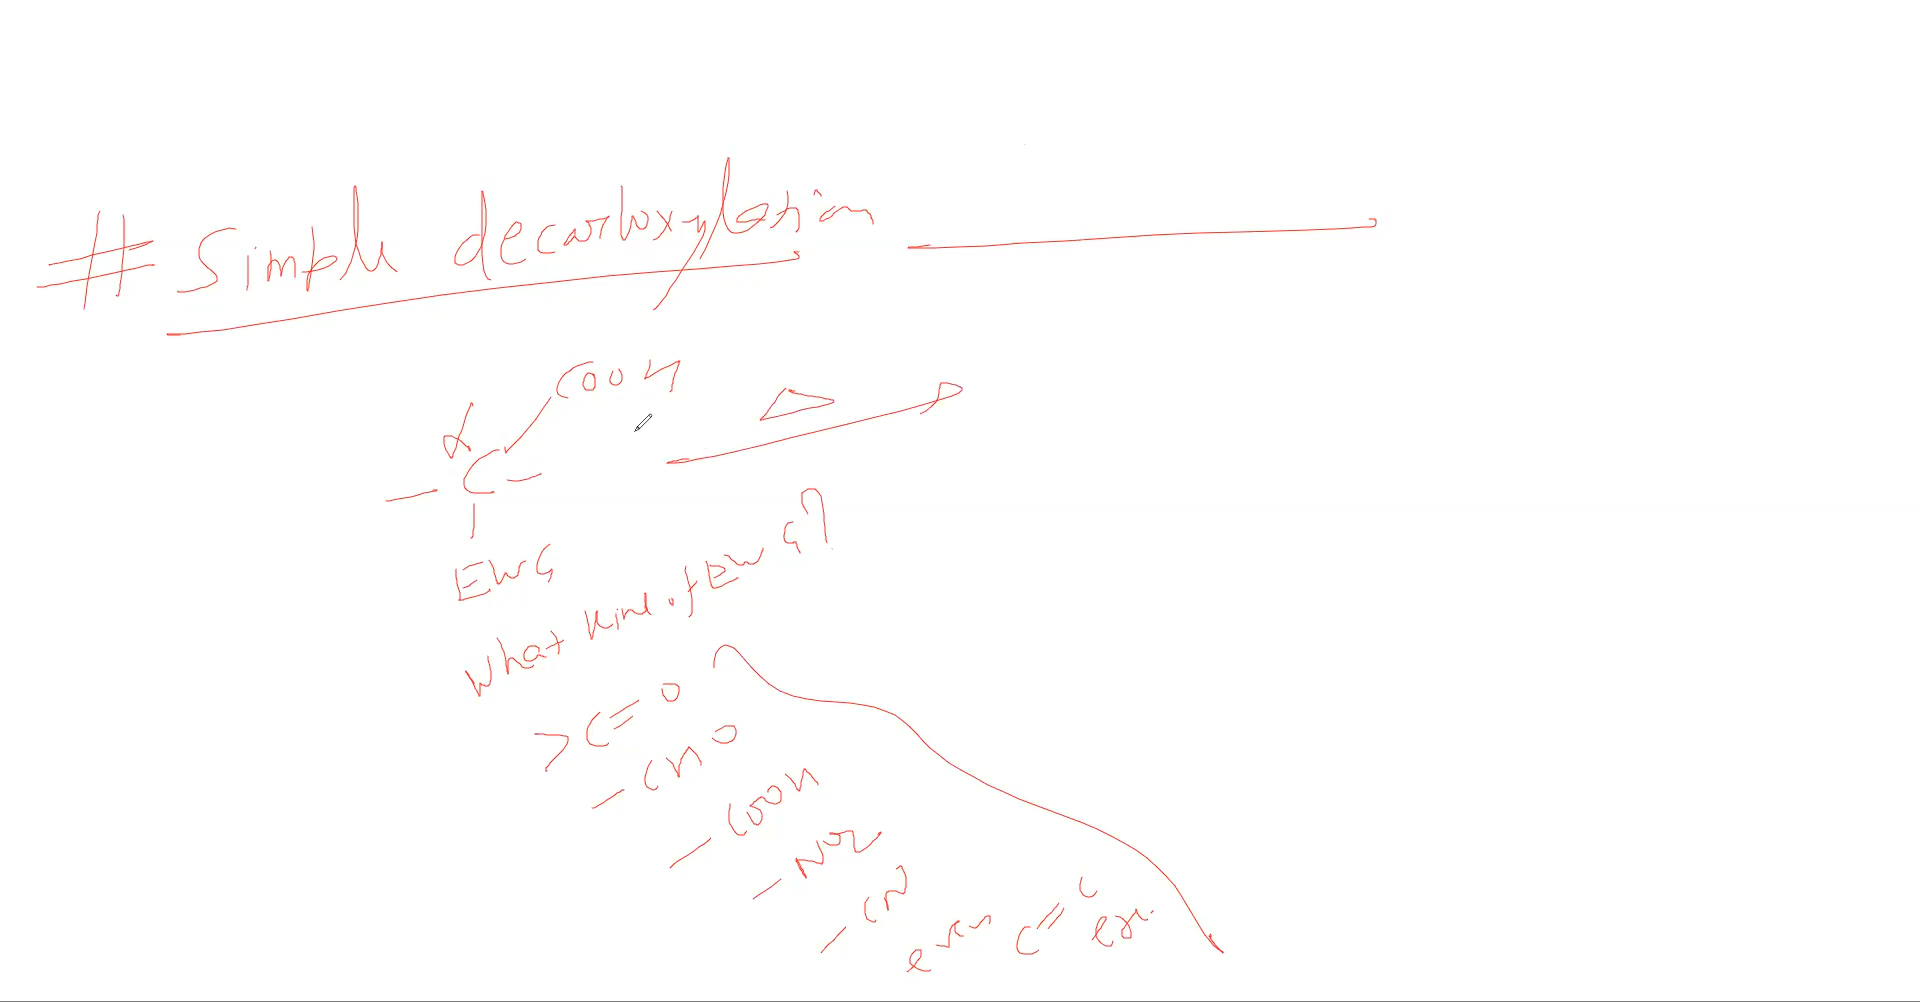 # Simple decarboxylation
COOH
α
Δ
— C —
EWG
What kind of EWG?
>C=O
— CHO
— COOH
— NO2
— CN
even C=C etc.